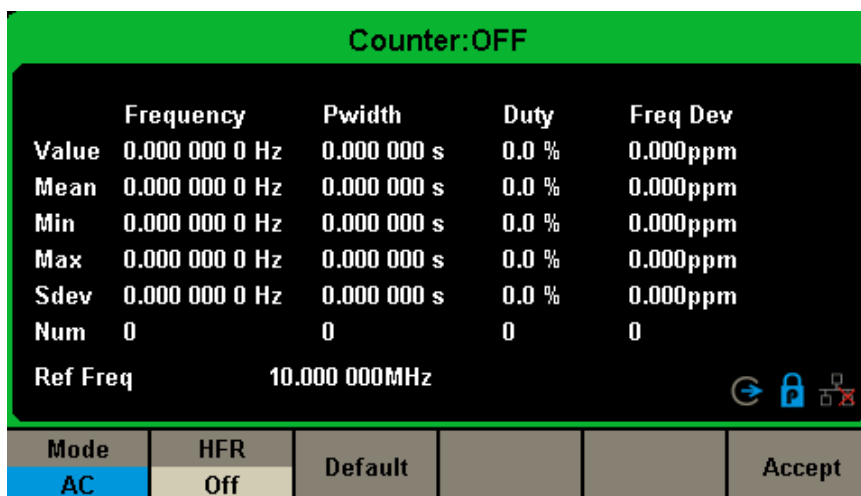 Counter:OFF
Frequency Pwidth Duty Freq Dev
Value 0.000 000 0 Hz 0.000 000 s 0.0 % 0.000ppm
Mean 0.000 000 0 Hz 0.000 000 s 0.0 % 0.000ppm
Min 0.000 000 0 Hz 0.000 000 s 0.0 % 0.000ppm
Max 0.000 000 0 Hz 0.000 000 s 0.0 % 0.000ppm
Sdev 0.000 000 0 Hz 0.000 000 s 0.0 % 0.000ppm
Num 0 0 0 0
Ref Freq 10.000 000MHz
P
Mode HFR Default Accept
AC Off